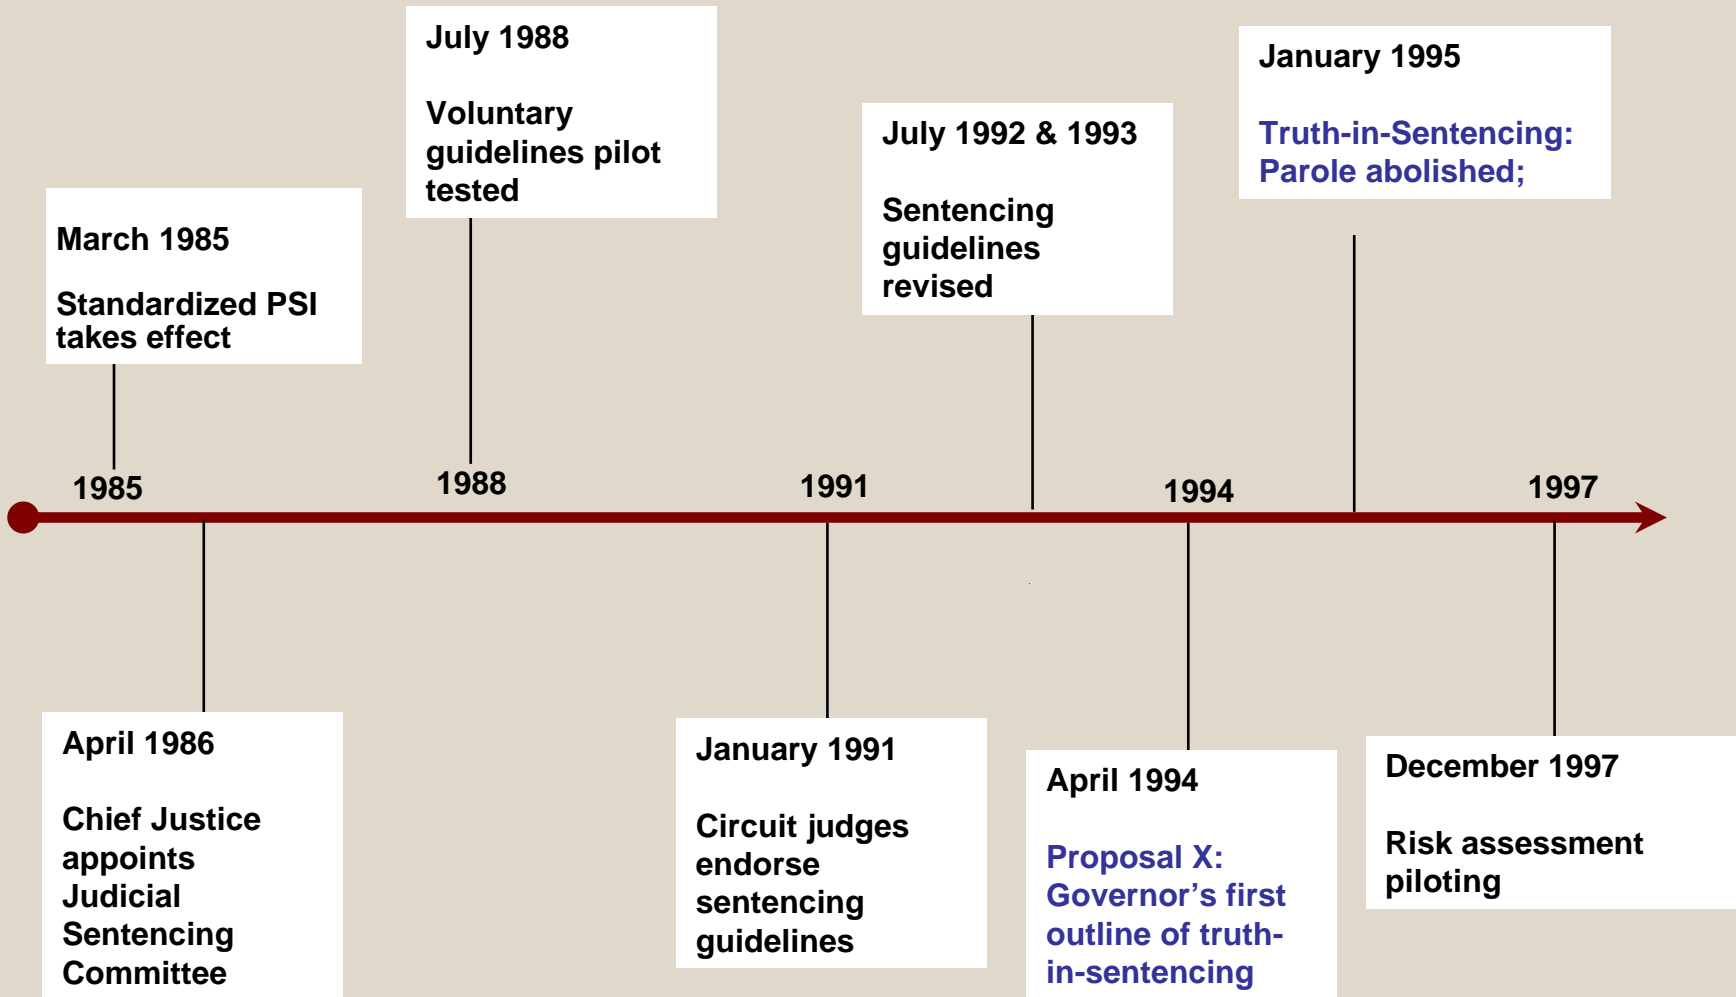 March 1985
Standardized PSI
takes effect
July 1988
Voluntary
guidelines pilot
tested
July 1992 & 1993
Sentencing
guidelines
revised
January 1995
Truth-in-Sentencing:
Parole abolished;
1985
1988
1991
1994
1997
April 1986
Chief Justice
appoints
Judicial
Sentencing
Committee
January 1991
Circuit judges
endorse
sentencing
guidelines
April 1994
Proposal X:
Governor’s first
outline of truth-
in-sentencing
December 1997
Risk assessment
piloting